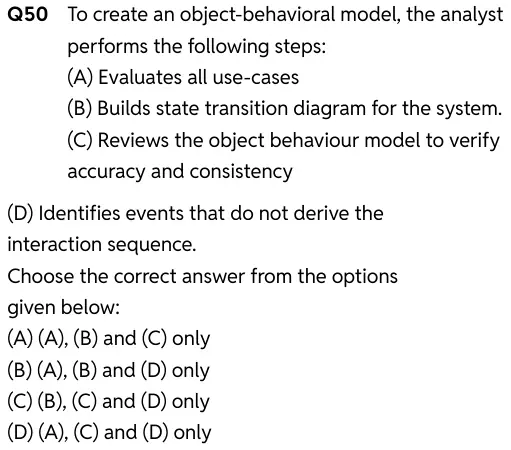 Q50 To create an object-behavioral model, the analyst
performs the following steps:
(A) Evaluates all use-cases
(B) Builds state transition diagram for the system.
(C) Reviews the object behaviour model to verify
accuracy and consistency
(D) Identifies events that do not derive the
interaction sequence.
Choose the correct answer from the options
given below:
(A) (A), (B) and (C) only
(B) (A), (B) and (D) only
(C) (B), (C) and (D) only
(D) (A), (C) and (D) only